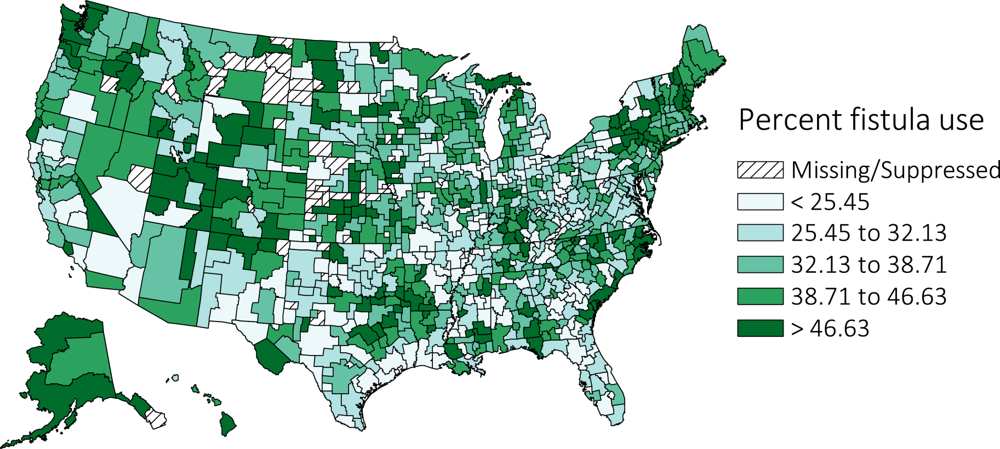 Percent fistula use
Missing/Suppressed
< 25.45
25.45 to 32.13
32.13 to 38.71
38.71 to 46.63
> 46.63